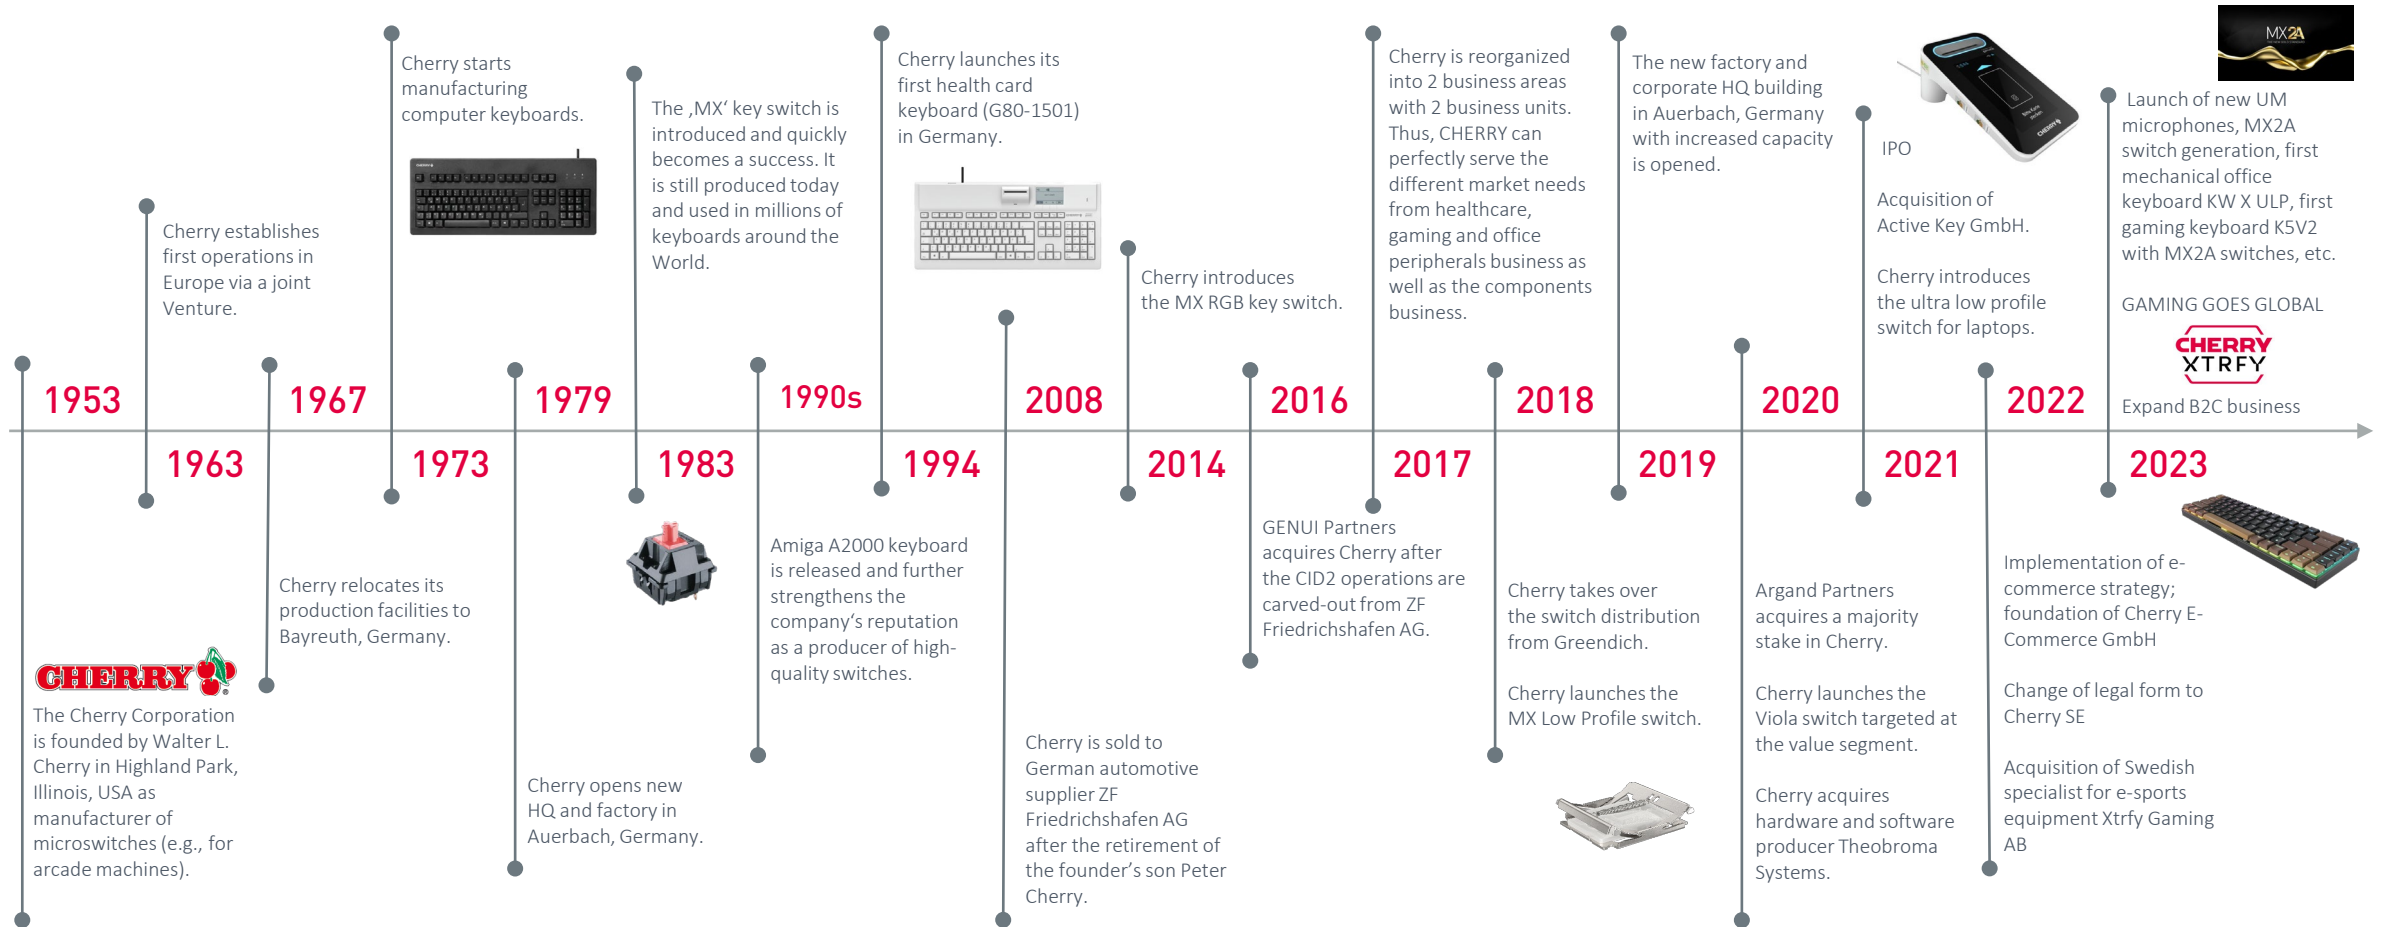 1953
CHERRY
The Cherry Corporation
is founded by Walter L.
Cherry in Highland Park,
Illinois, USA as
manufacturer of
microswitches (e.g., for
arcade machines).
Cherry establishes
first operations in
Europe via a joint
Venture.
1963
1967
Cherry relocates its
production facilities to
Bayreuth, Germany.
Cherry starts
manufacturing
computer keyboards.
1973
1979
Cherry opens new
HQ and factory in
Auerbach, Germany.
The ‚MX‘ key switch is
introduced and quickly
becomes a success. It
is still produced today
and used in millions of
keyboards around the
World.
1983
1990s
Amiga A2000 keyboard
is released and further
strengthens the
company‘s reputation
as a producer of high-
quality switches.
Cherry launches its
first health card
keyboard (G80-1501)
in Germany.
1994
2008
Cherry is sold to
German automotive
supplier ZF
Friedrichshafen AG
after the retirement of
the founder’s son Peter
Cherry.
Cherry introduces
the MX RGB key switch.
2014
2016
GENUI Partners
acquires Cherry after
the CID2 operations are
carved-out from ZF
Friedrichshafen AG.
Cherry is reorganized
into 2 business areas
with 2 business units.
Thus, CHERRY can
perfectly serve the
different market needs
from healthcare,
gaming and office
peripherals business as
well as the components
business.
2017
2018
Cherry takes over
the switch distribution
from Greendich.
Cherry launches the
MX Low Profile switch.
The new factory and
corporate HQ building
in Auerbach, Germany
with increased capacity
is opened.
2019
2020
Argand Partners
acquires a majority
stake in Cherry.
Cherry launches the
Viola switch targeted at
the value segment.
Cherry acquires
hardware and software
producer Theobroma
Systems.
CHERRY
IPO
Acquisition of
Active Key GmbH.
Cherry introduces
the ultra low profile
switch for laptops.
2021
2022
Implementation of e-
commerce strategy;
foundation of Cherry E-
Commerce GmbH
Change of legal form to
Cherry SE
Acquisition of Swedish
specialist for e-sports
equipment Xtrfy Gaming
AB
MX2A
Launch of new UM
microphones, MX2A
switch generation, first
mechanical office
keyboard KW X ULP, first
gaming keyboard K5V2
with MX2A switches, etc.
GAMING GOES GLOBAL
CHERRY
XTRFY
Expand B2C business
2023